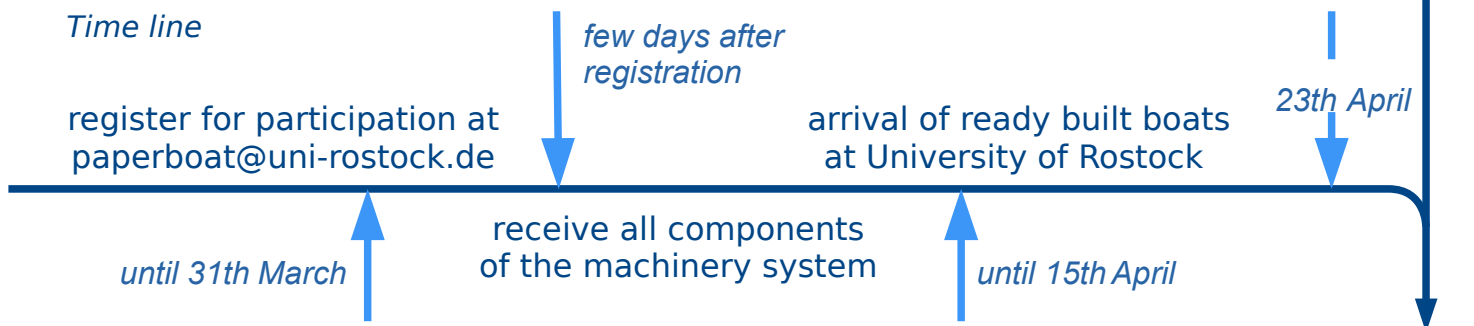 Time line
few days after
registration
23th April
register for participation at
paperboat@uni-rostock.de
arrival of ready built boats
at University of Rostock
receive all components
of the machinery system
until 31th March
until 15th April